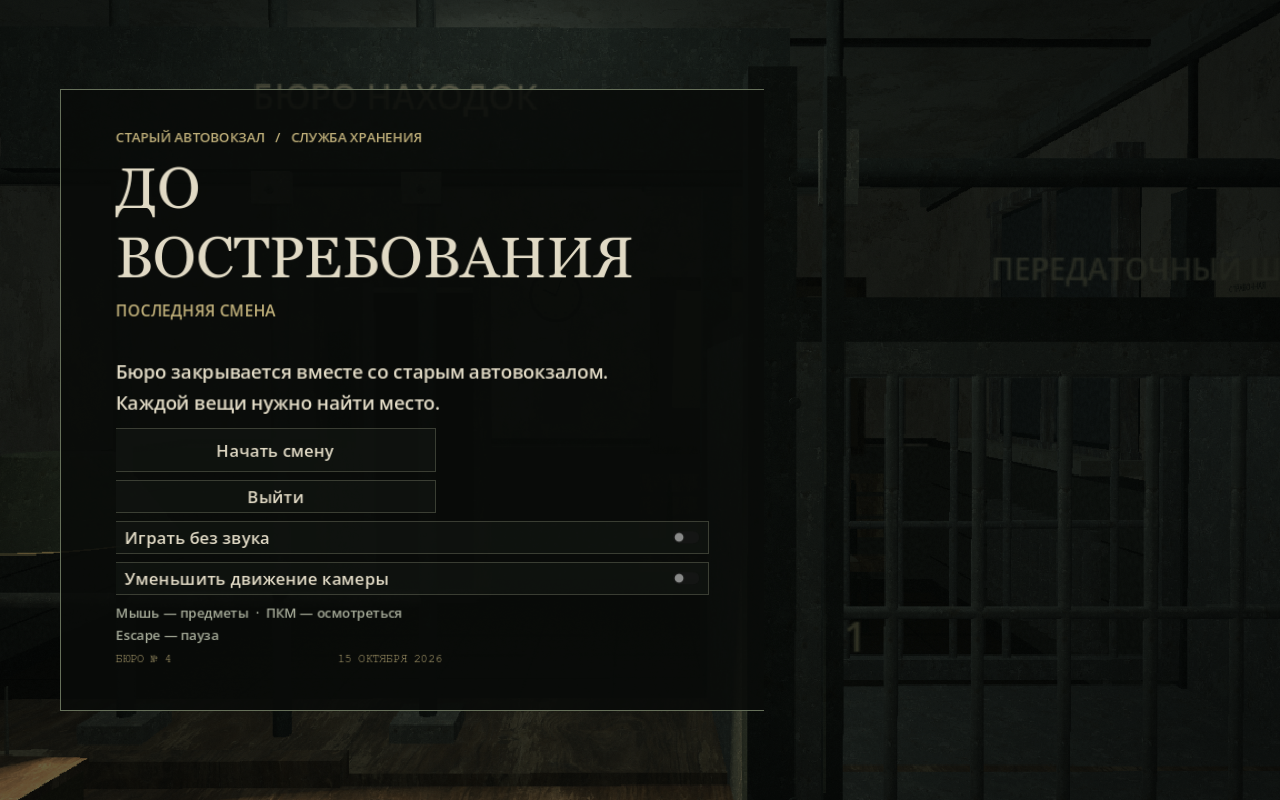 БЮРО НАХОДОК
СТАРЫЙ АВТОВОКЗАЛ / СЛУЖБА ХРАНЕНИЯ
ДО
ВОСТРЕБОВАНИЯ
ПОСЛЕДНЯЯ СМЕНА
Бюро закрывается вместе со старым автовокзалом.
Каждой вещи нужно найти место.
Начать смену
Выйти
Играть без звука
Уменьшить движение камеры
Мышь — предметы · ПКМ — осмотреться
Escape — пауза
БЮРО № 4 15 ОКТЯБРЯ 2026
ПЕРЕДАТОЧНЫЙ Ш
1